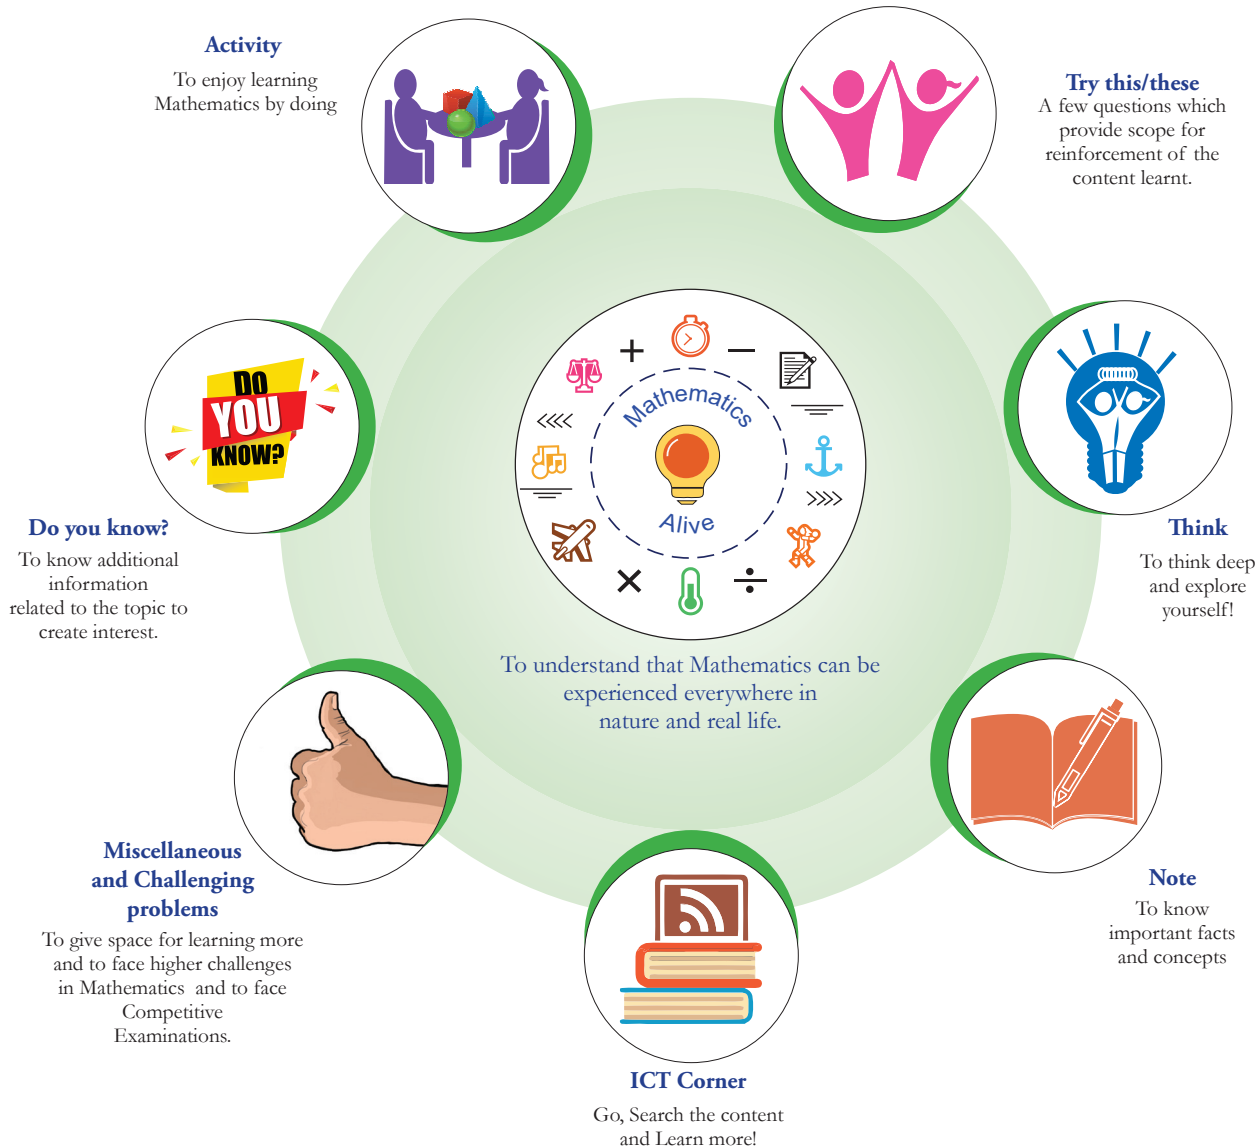 Activity
To enjoy learning
Mathematics by doing
Try this/these
A few questions which
provide scope for
reinforcement of the
content learnt.
DO
YOU
KNOW?
Do you know?
To know additional
information
related to the topic to
create interest.
+
−
Mathematics
Alive
×
÷
To understand that Mathematics can be
experienced everywhere in
nature and real life.
Think
To think deep
and explore
yourself!
Miscellaneous
and Challenging
problems
To give space for learning more
and to face higher challenges
in Mathematics and to face
Competitive
Examinations.
Note
To know
important facts
and concepts
ICT Corner
Go, Search the content
and Learn more!